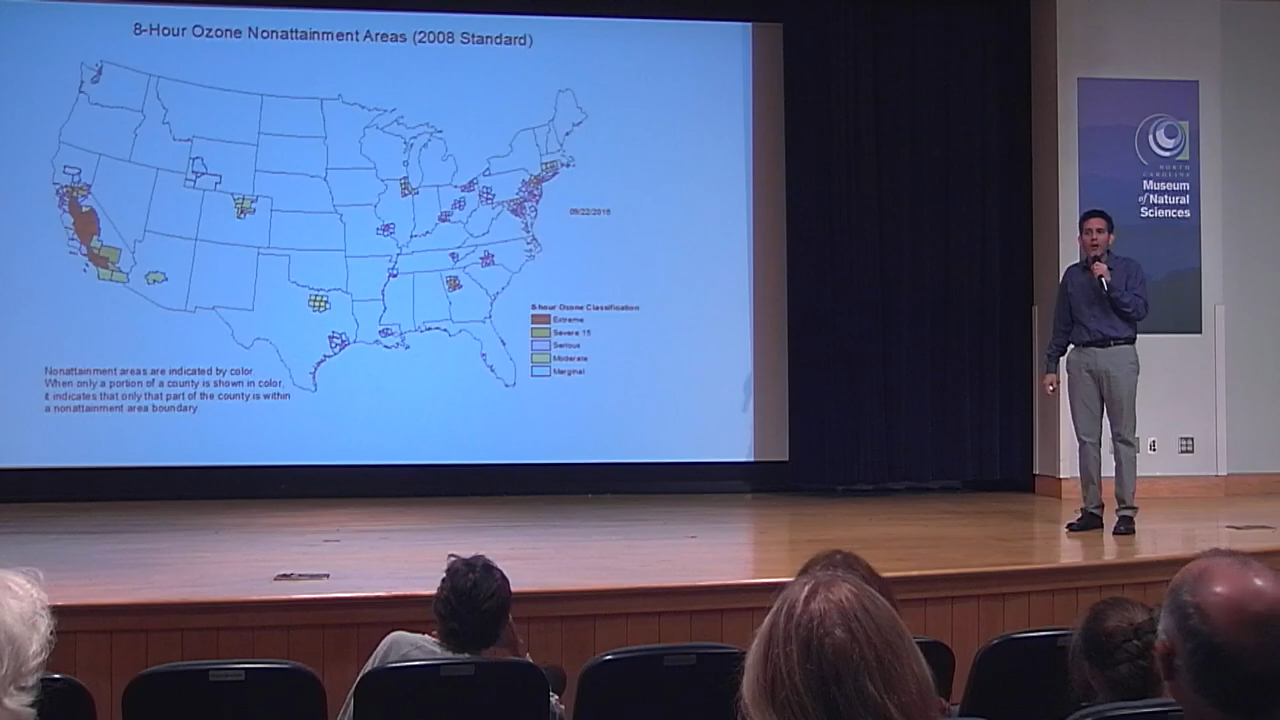 8-Hour Ozone Nonattainment Areas (2008 Standard)
09/22/2016
8-hour Ozone Classification
Extreme
Severe 15
Serious
Moderate
Marginal
Nonattainment areas are indicated by color.
When only a portion of a county is shown in color,
it indicates that only that part of the county is within
a nonattainment area boundary
NORTH
CAROLINA
Museum
of Natural
Sciences